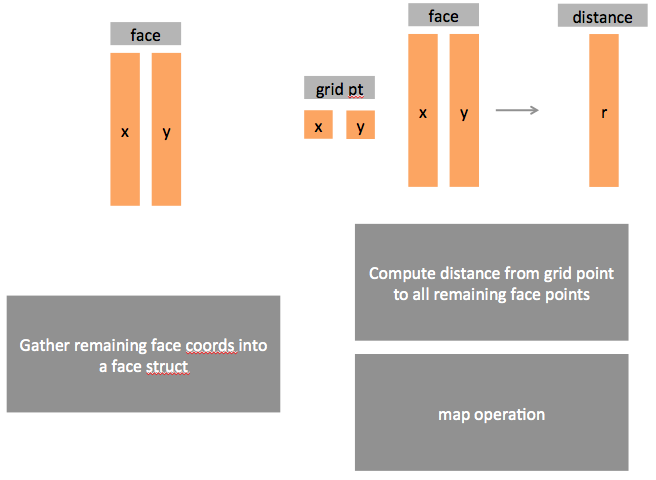 face
x y
Gather remaining face coords into
a face struct
grid pt
x y
face
x y
distance
r
Compute distance from grid point
to all remaining face points
map operation